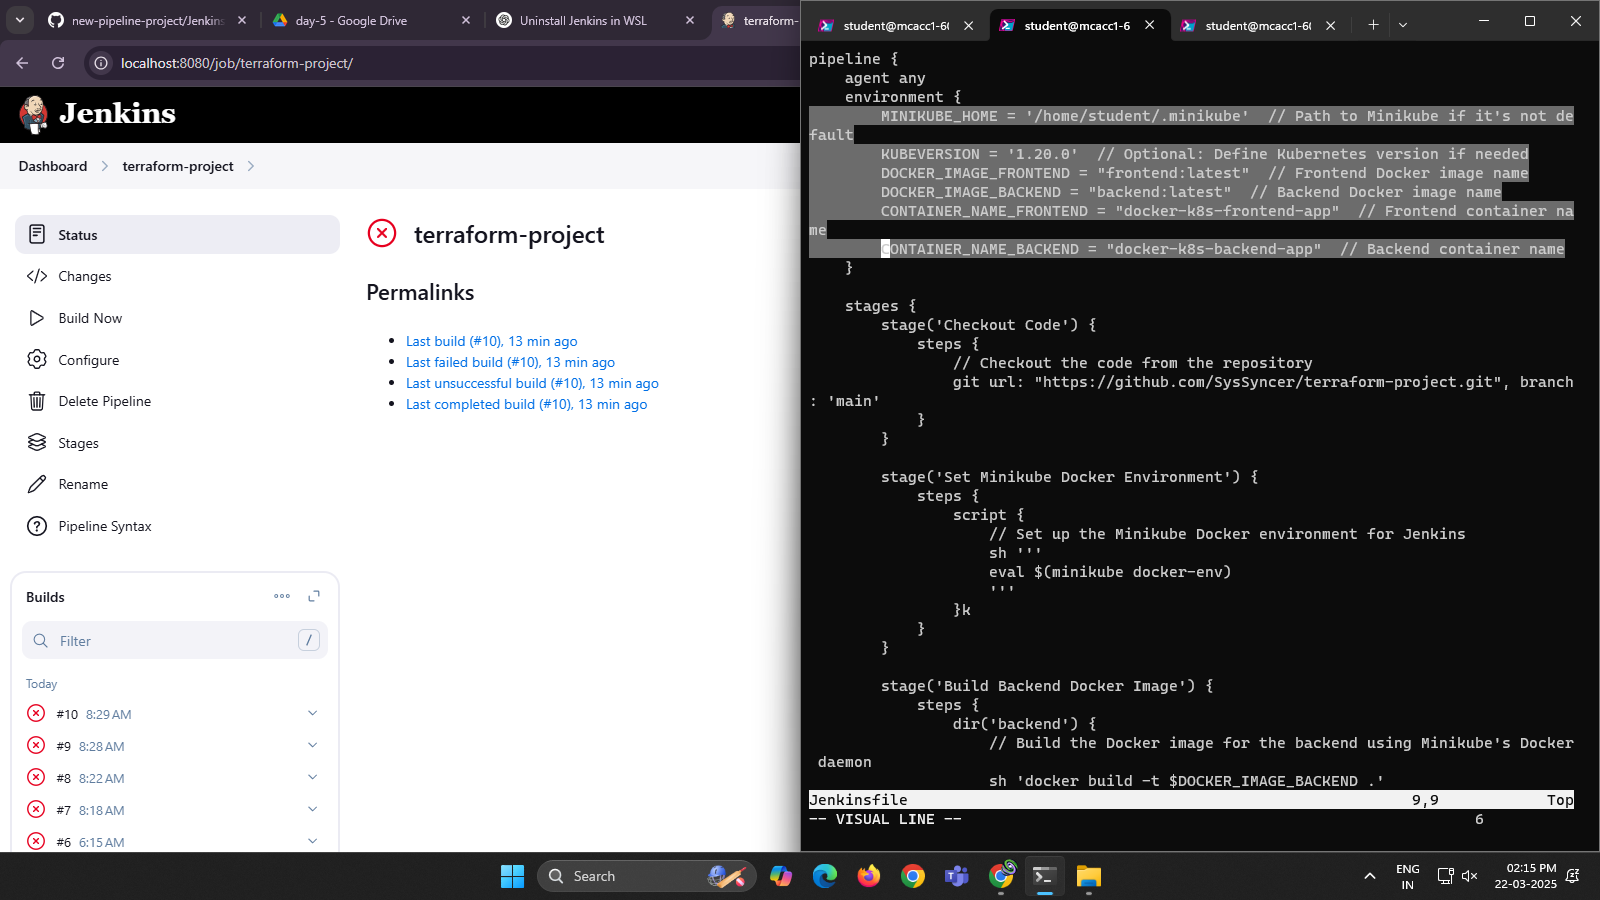 new-pipeline-project/Jenkins
day-5 - Google Drive
Uninstall Jenkins in WSL
terraform-
localhost:8080/job/terraform-project/
Jenkins
Dashboard
terraform-project
Status
Changes
Build Now
Configure
Delete Pipeline
Stages
Rename
Pipeline Syntax
Builds
Filter
/
Today
#10 8:29 AM
#9 8:28 AM
#8 8:22 AM
#7 8:18 AM
#6 6:15 AM
terraform-project
Permalinks
Last build (#10), 13 min ago
Last failed build (#10), 13 min ago
Last unsuccessful build (#10), 13 min ago
Last completed build (#10), 13 min ago
student@mcacc1-60
student@mcacc1-6
student@mcacc1-60
pipeline {
agent any
environment {
MINIKUBE_HOME = '/home/student/.minikube'  // Path to Minikube if it's not de
fault
KUBEVERSION = '1.20.0'  // Optional: Define Kubernetes version if needed
DOCKER_IMAGE_FRONTEND = "frontend:latest"  // Frontend Docker image name
DOCKER_IMAGE_BACKEND = "backend:latest"  // Backend Docker image name
CONTAINER_NAME_FRONTEND = "docker-k8s-frontend-app"  // Frontend container na
me
CONTAINER_NAME_BACKEND = "docker-k8s-backend-app"  // Backend container name
}
stages {
stage('Checkout Code') {
steps {
// Checkout the code from the repository
git url: "https://github.com/SysSyncer/terraform-project.git", branch
: 'main'
}
}
stage('Set Minikube Docker Environment') {
steps {
script {
// Set up the Minikube Docker environment for Jenkins
sh '''
eval $(minikube docker-env)
'''
}k
}
}
stage('Build Backend Docker Image') {
steps {
dir('backend') {
// Build the Docker image for the backend using Minikube's Docker
daemon
sh 'docker build -t $DOCKER_IMAGE_BACKEND .'
Jenkinsfile 9,9 Top
-- VISUAL LINE -- 6
Search
ENG
IN
02:15 PM
22-03-2025